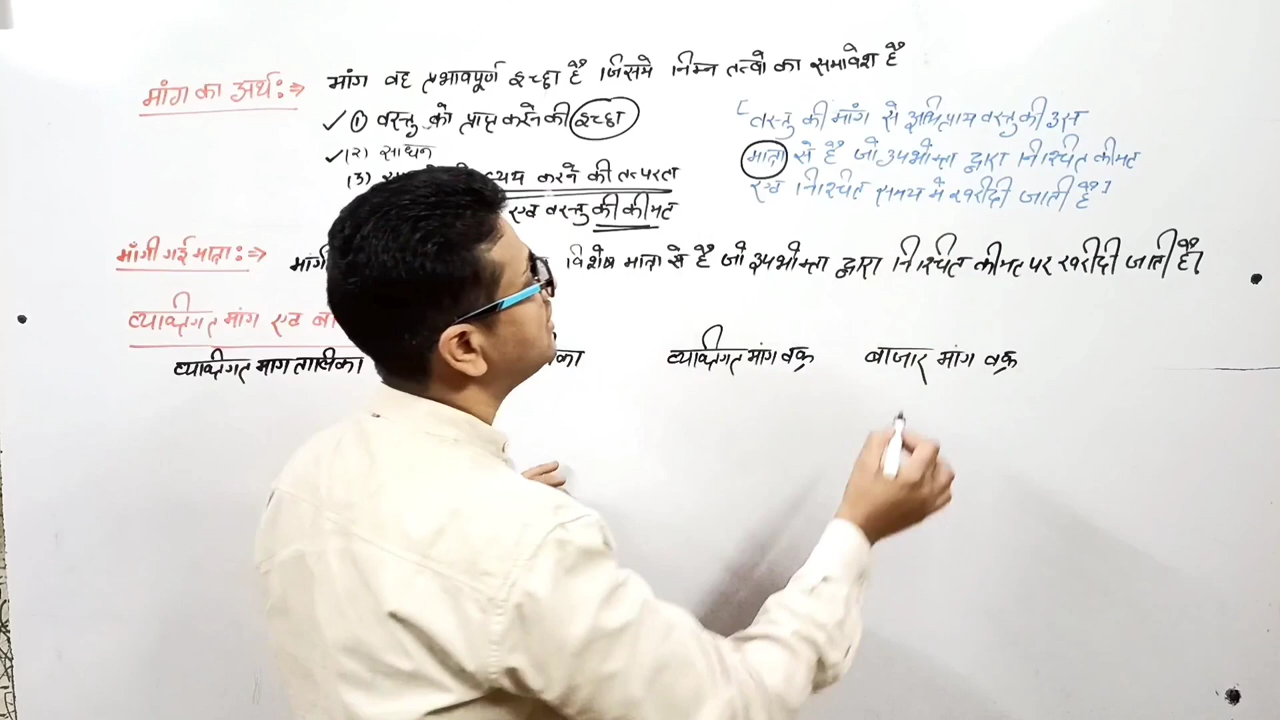 मांग का अर्थ :⇒ मांग वह प्रभावपूर्ण इच्छा है जिसमे निम्न तत्वो का समावेश है
✓ ① वस्तु को प्राप्त करने की इच्छा
✓ (२) साधन
(3) व्यय करने की तत्परता
एवं वस्तु की कीमत
[वस्तु की मांग से अभिप्राय वस्तु की उस
मात्रा से है जो उपभोक्ता द्वारा निश्चित कीमत
एवं निश्चित समय मे खरीदी जाती है]
माँगी गई मात्रा :⇒ विशेष मात्रा से है जो उपभोक्ता द्वारा निश्चित कीमत पर खरीदी जाती है।
व्यक्तिगत मांग एवं
व्यक्तिगत मांग तालिका व्यक्तिगत मांग वक्र बाजार मांग वक्र